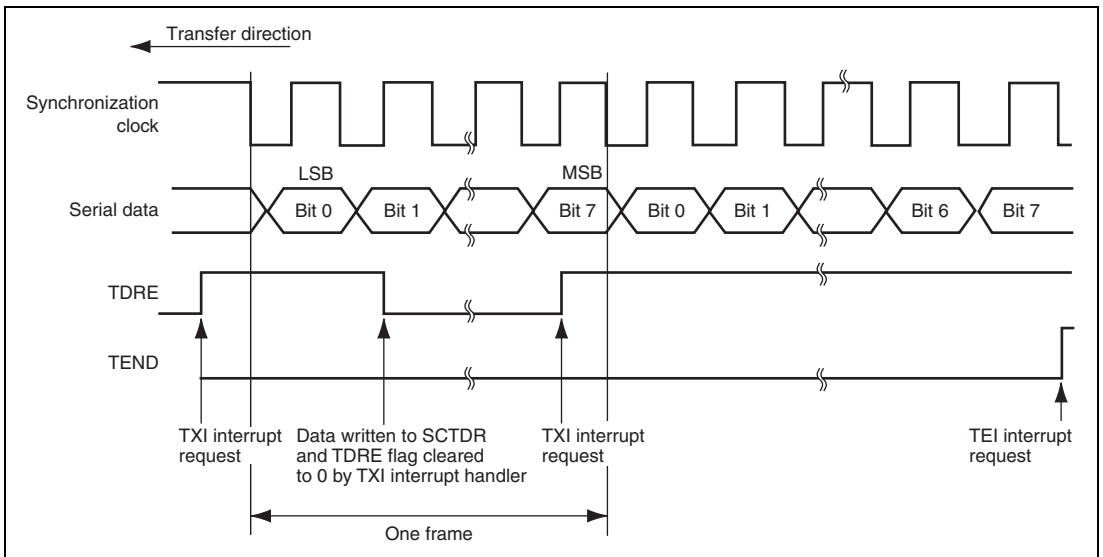 Transfer direction
Synchronization
clock
LSB
MSB
Serial data
Bit 0
Bit 1
Bit 7
Bit 0
Bit 1
Bit 6
Bit 7
TDRE
TEND
TXI interrupt
request
Data written to SCTDR
and TDRE flag cleared
to 0 by TXI interrupt handler
TXI interrupt
request
TEI interrupt
request
One frame